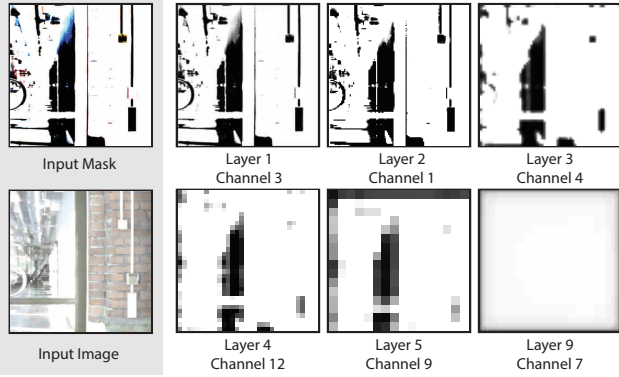 Input Mask
Layer 1
Channel 3
Layer 2
Channel 1
Layer 3
Channel 4
Input Image
Layer 4
Channel 12
Layer 5
Channel 9
Layer 9
Channel 7